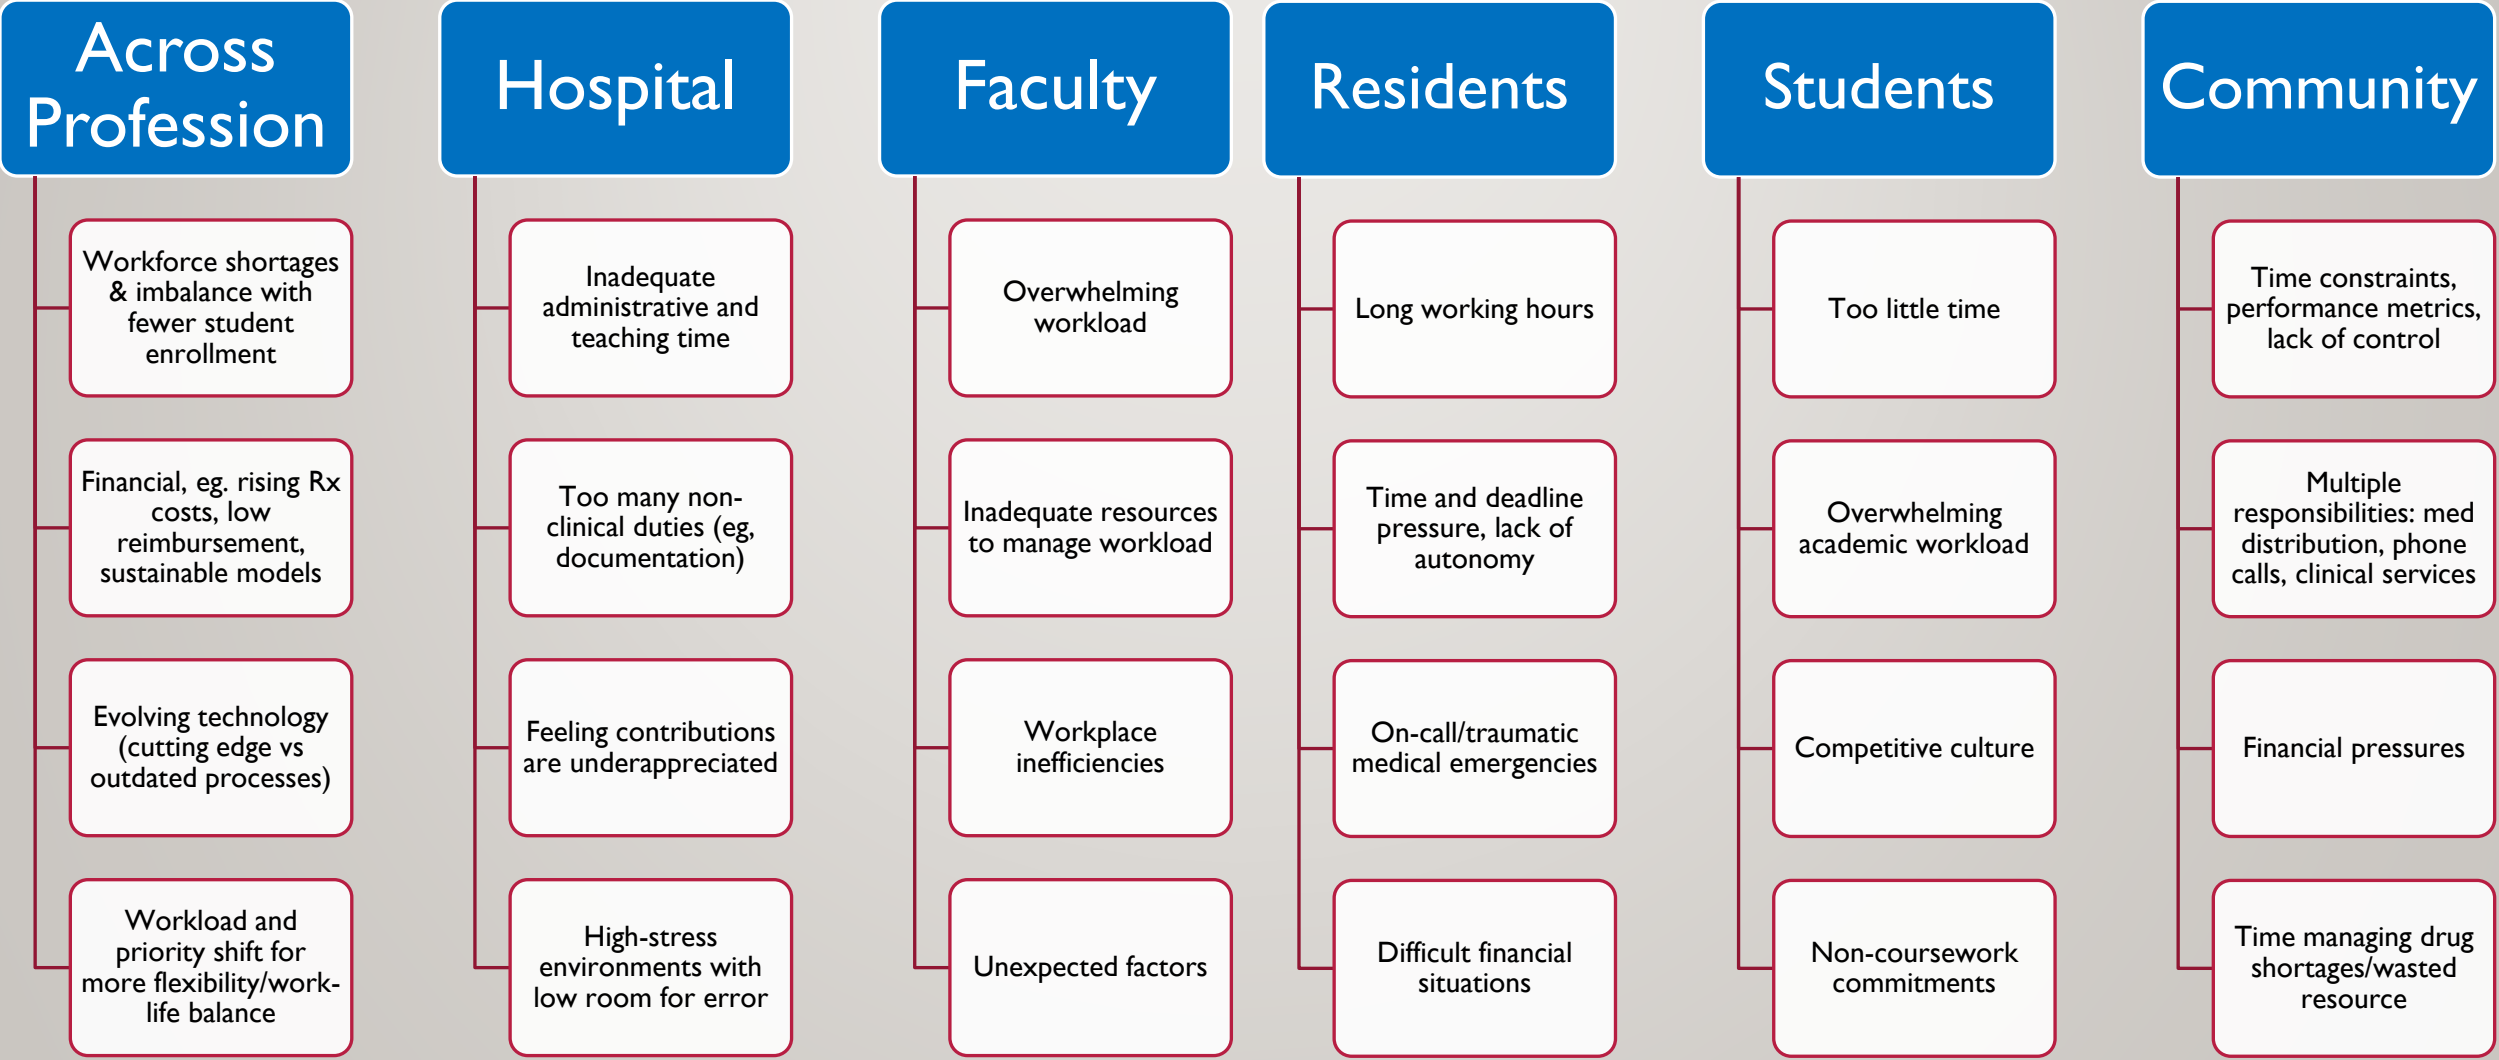 Across
Profession
Workforce shortages
& imbalance with
fewer student
enrollment
Financial, eg. rising Rx
costs, low
reimbursement,
sustainable models
Evolving technology
(cutting edge vs
outdated processes)
Workload and
priority shift for
more flexibility/work-
life balance
Hospital
Inadequate
administrative and
teaching time
Too many non-
clinical duties (eg,
documentation)
Feeling contributions
are underappreciated
High-stress
environments with
low room for error
Faculty
Overwhelming
workload
Inadequate resources
to manage workload
Workplace
inefficiencies
Unexpected factors
Residents
Long working hours
Time and deadline
pressure, lack of
autonomy
On-call/traumatic
medical emergencies
Difficult financial
situations
Students
Too little time
Overwhelming
academic workload
Competitive culture
Non-coursework
commitments
Community
Time constraints,
performance metrics,
lack of control
Multiple
responsibilities: med
distribution, phone
calls, clinical services
Financial pressures
Time managing drug
shortages/wasted
resource